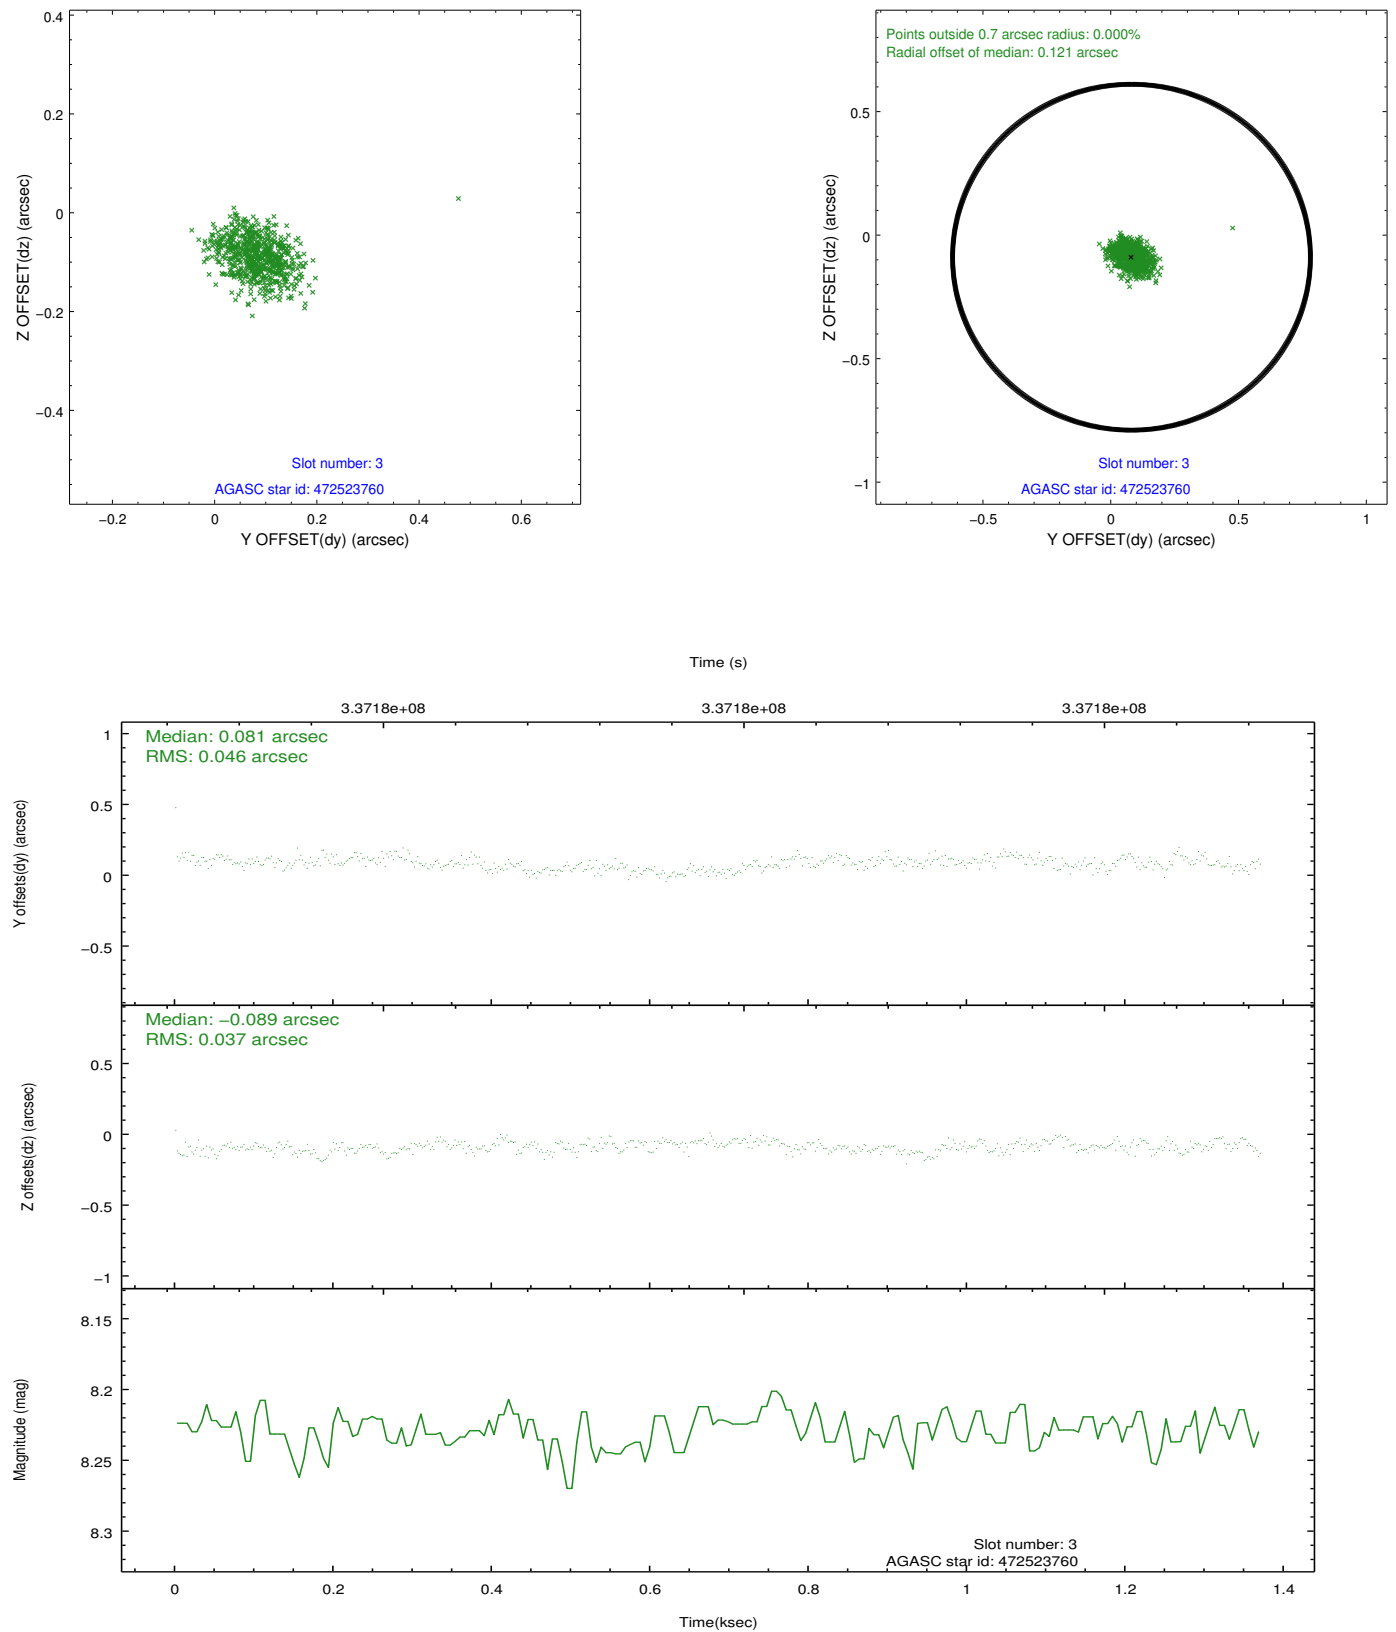 0.4
0.2
0
−0.2
−0.4
Z OFFSET(dz) (arcsec)
Slot number: 3
AGASC star id: 472523760
−0.2 0 0.2 0.4 0.6
Y OFFSET(dy) (arcsec)
Points outside 0.7 arcsec radius: 0.000%
Radial offset of median: 0.121 arcsec
0.5
0
−0.5
−1
Z OFFSET(dz) (arcsec)
Slot number: 3
AGASC star id: 472523760
−0.5 0 0.5 1
Y OFFSET(dy) (arcsec)
Time (s)
3.3718e+08 3.3718e+08 3.3718e+08
Median: 0.081 arcsec
RMS: 0.046 arcsec
1
0.5
0
−0.5
Y offsets(dy) (arcsec)
Median: −0.089 arcsec
RMS: 0.037 arcsec
0.5
0
−0.5
−1
Z offsets(dz) (arcsec)
8.15
8.2
8.25
8.3
Magnitude (mag)
Slot number: 3
AGASC star id: 472523760
0 0.2 0.4 0.6 0.8 1 1.2 1.4
Time(ksec)